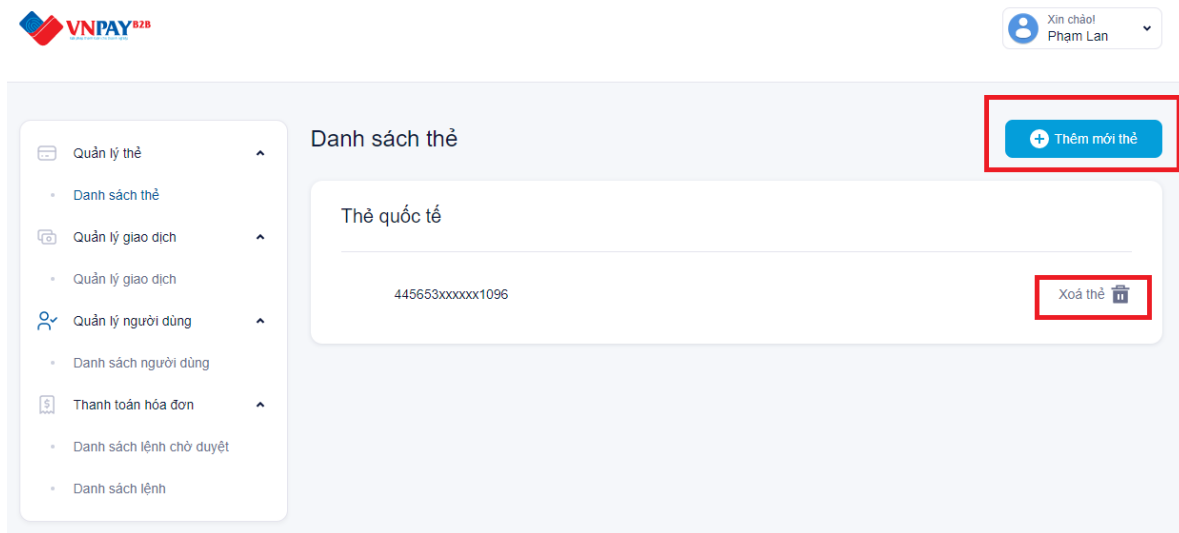 VNPAY B2B
Xin chào!
Phạm Lan
Quản lý thẻ
Danh sách thẻ
Quản lý giao dịch
Quản lý giao dịch
Quản lý người dùng
Danh sách người dùng
Thanh toán hóa đơn
Danh sách lệnh chờ duyệt
Danh sách lệnh
Danh sách thẻ
Thêm mới thẻ
Thẻ quốc tế
445653xxxxxx1096
Xoá thẻ